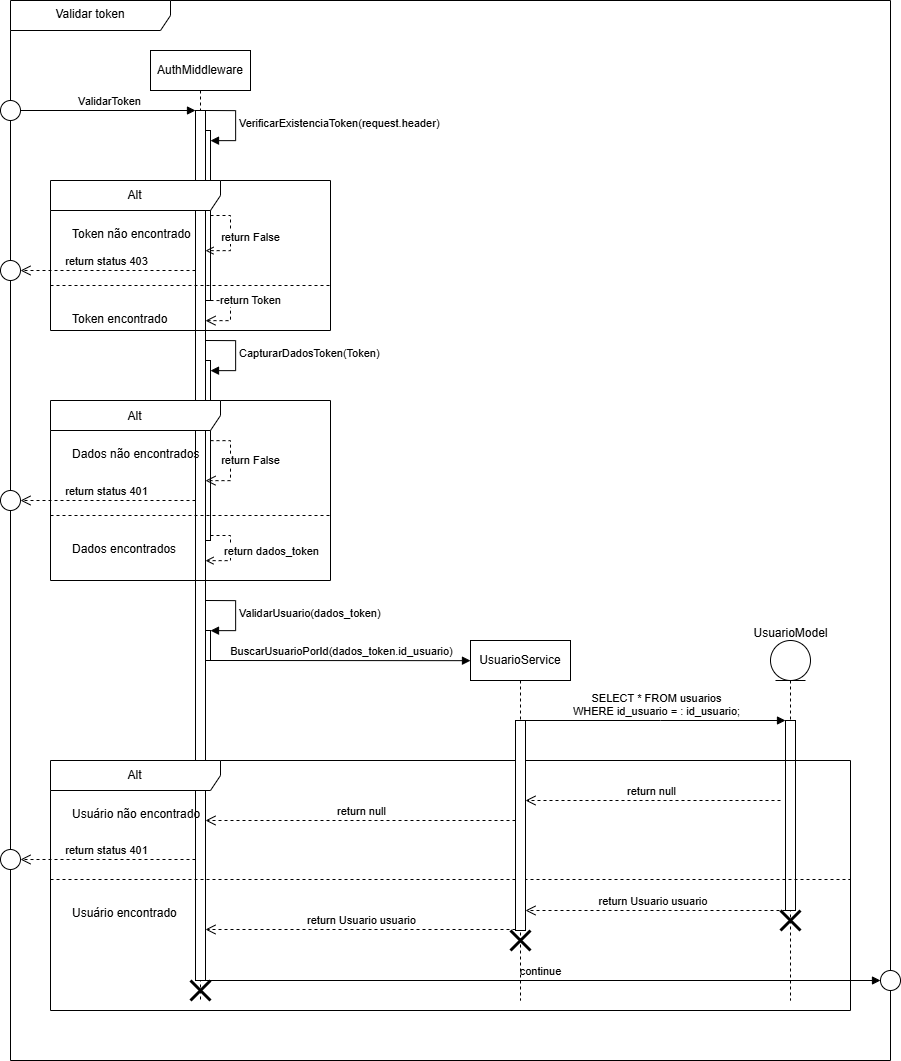 Validar token
AuthMiddleware
ValidarToken
VerificarExistenciaToken(request.header)
Alt
Token não encontrado
return False
return status 403
return Token
Token encontrado
CapturarDadosToken(Token)
Alt
Dados não encontrados
return False
return status 401
Dados encontrados
return dados_token
ValidarUsuario(dados_token)
UsuarioModel
BuscarUsuarioPorId(dados_token.id_usuario)
UsuarioService
SELECT * FROM usuarios
WHERE id_usuario = : id_usuario;
Alt
return null
Usuário não encontrado
return null
return status 401
return Usuario usuario
Usuário encontrado
return Usuario usuario
continue